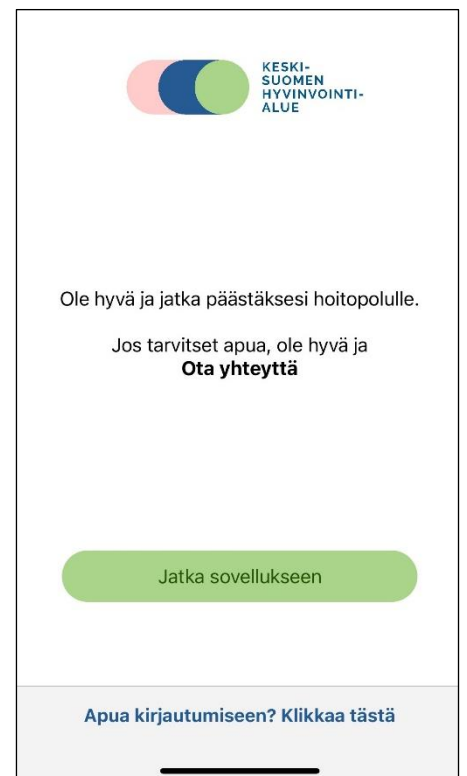 KESKI-
SUOMEN
HYVINVOINTI-
ALUE
Ole hyvä ja jatka päästäksesi hoitopolulle.
Jos tarvitset apua, ole hyvä ja
Ota yhteyttä
Jatka sovellukseen
Apua kirjautumiseen? Klikkaa tästä